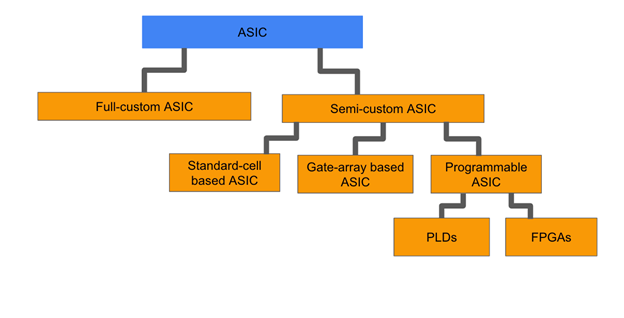 ASIC
Full-custom ASIC
Semi-custom ASIC
Standard-cell
based ASIC
Gate-array based
ASIC
Programmable
ASIC
PLDs
FPGAs